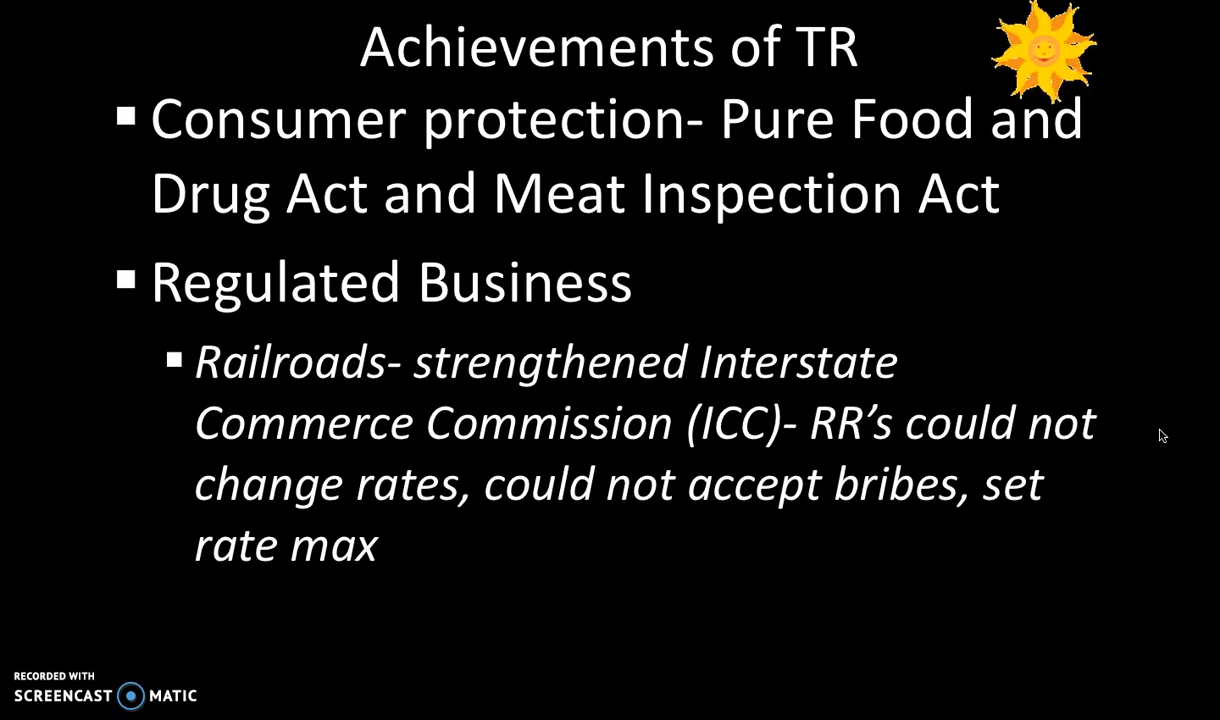 Achievements of TR
▪ Consumer protection- Pure Food and
Drug Act and Meat Inspection Act
▪ Regulated Business
▪ Railroads- strengthened Interstate
Commerce Commission (ICC)- RR’s could not
change rates, could not accept bribes, set
rate max
RECORDED WITH
SCREENCAST MATIC